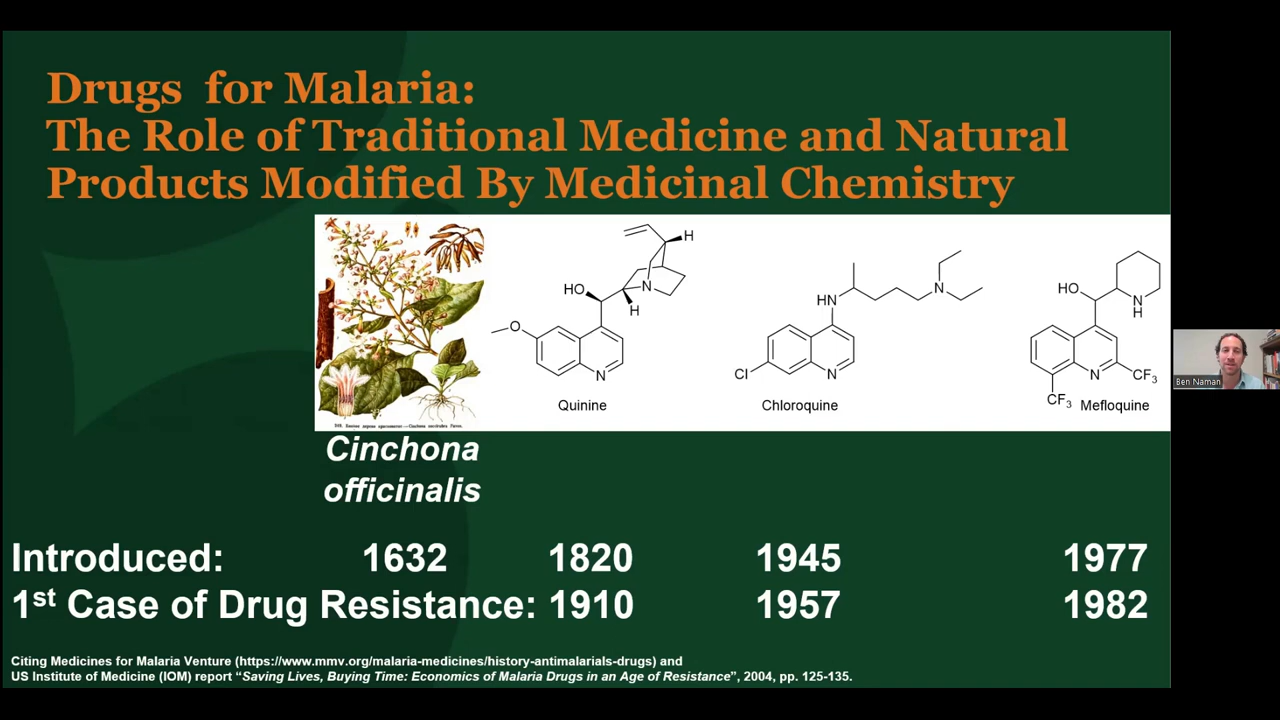 Drugs for Malaria:
The Role of Traditional Medicine and Natural
Products Modified By Medicinal Chemistry
HO
H
N
H
O
N
Quinine
HN
N
Cl
N
Chloroquine
HO
N
H
N
CF3
CF3
Mefloquine
Ben Naman
Cinchona
officinalis
Introduced: 1632 1820 1945 1977
1st Case of Drug Resistance: 1910 1957 1982
Citing Medicines for Malaria Venture (https://www.mmv.org/malaria-medicines/history-antimalarials-drugs) and
US Institute of Medicine (IOM) report “Saving Lives, Buying Time: Economics of Malaria Drugs in an Age of Resistance”, 2004, pp. 125-135.